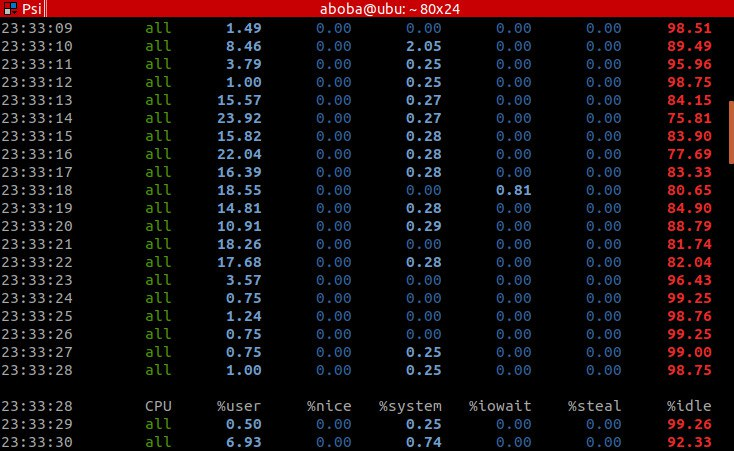 Psi aboba@ubu: ~ 80x24
23:33:09 all 1.49 0.00 0.00 0.00 0.00 98.51
23:33:10 all 8.46 0.00 2.05 0.00 0.00 89.49
23:33:11 all 3.79 0.00 0.25 0.00 0.00 95.96
23:33:12 all 1.00 0.00 0.25 0.00 0.00 98.75
23:33:13 all 15.57 0.00 0.27 0.00 0.00 84.15
23:33:14 all 23.92 0.00 0.27 0.00 0.00 75.81
23:33:15 all 15.82 0.00 0.28 0.00 0.00 83.90
23:33:16 all 22.04 0.00 0.28 0.00 0.00 77.69
23:33:17 all 16.39 0.00 0.28 0.00 0.00 83.33
23:33:18 all 18.55 0.00 0.00 0.81 0.00 80.65
23:33:19 all 14.81 0.00 0.28 0.00 0.00 84.90
23:33:20 all 10.91 0.00 0.29 0.00 0.00 88.79
23:33:21 all 18.26 0.00 0.00 0.00 0.00 81.74
23:33:22 all 17.68 0.00 0.28 0.00 0.00 82.04
23:33:23 all 3.57 0.00 0.00 0.00 0.00 96.43
23:33:24 all 0.75 0.00 0.00 0.00 0.00 99.25
23:33:25 all 1.24 0.00 0.00 0.00 0.00 98.76
23:33:26 all 0.75 0.00 0.00 0.00 0.00 99.25
23:33:27 all 0.75 0.00 0.25 0.00 0.00 99.00
23:33:28 all 1.00 0.00 0.25 0.00 0.00 98.75
23:33:28 CPU %user %nice %system %iowait %steal %idle
23:33:29 all 0.50 0.00 0.25 0.00 0.00 99.26
23:33:30 all 6.93 0.00 0.74 0.00 0.00 92.33